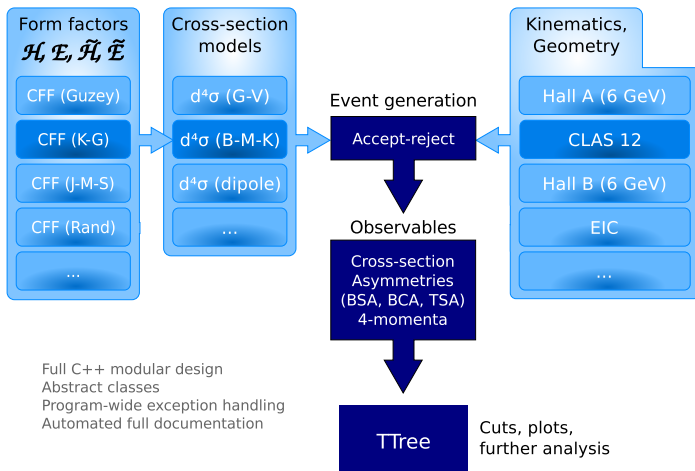 Form factors
ℋ, ℰ, ℋ̃, ℰ̃
CFF (Guzey)
CFF (K-G)
CFF (J-M-S)
CFF (Rand)
...
Cross-section
models
d⁴σ (G-V)
d⁴σ (B-M-K)
d⁴σ (dipole)
...
Event generation
Accept-reject
Observables
Cross-section
Asymmetries
(BSA, BCA, TSA)
4-momenta
TTree
Cuts, plots,
further analysis
Kinematics,
Geometry
Hall A (6 GeV)
CLAS 12
Hall B (6 GeV)
EIC
...
Full C++ modular design
Abstract classes
Program-wide exception handling
Automated full documentation